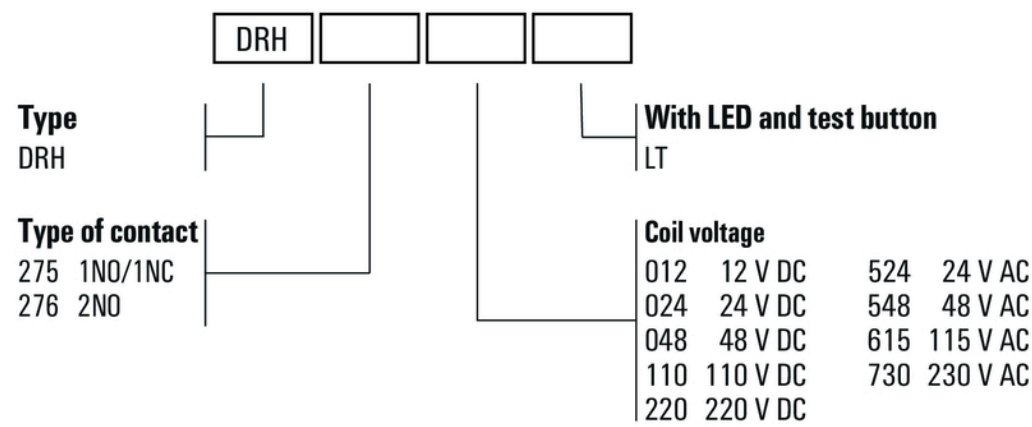 DRH
Type
DRH
With LED and test button
LT
Type of contact
275 1NO/1NC
276 2NO
Coil voltage
012 12 V DC 524 24 V AC
024 24 V DC 548 48 V AC
048 48 V DC 615 115 V AC
110 110 V DC 730 230 V AC
220 220 V DC